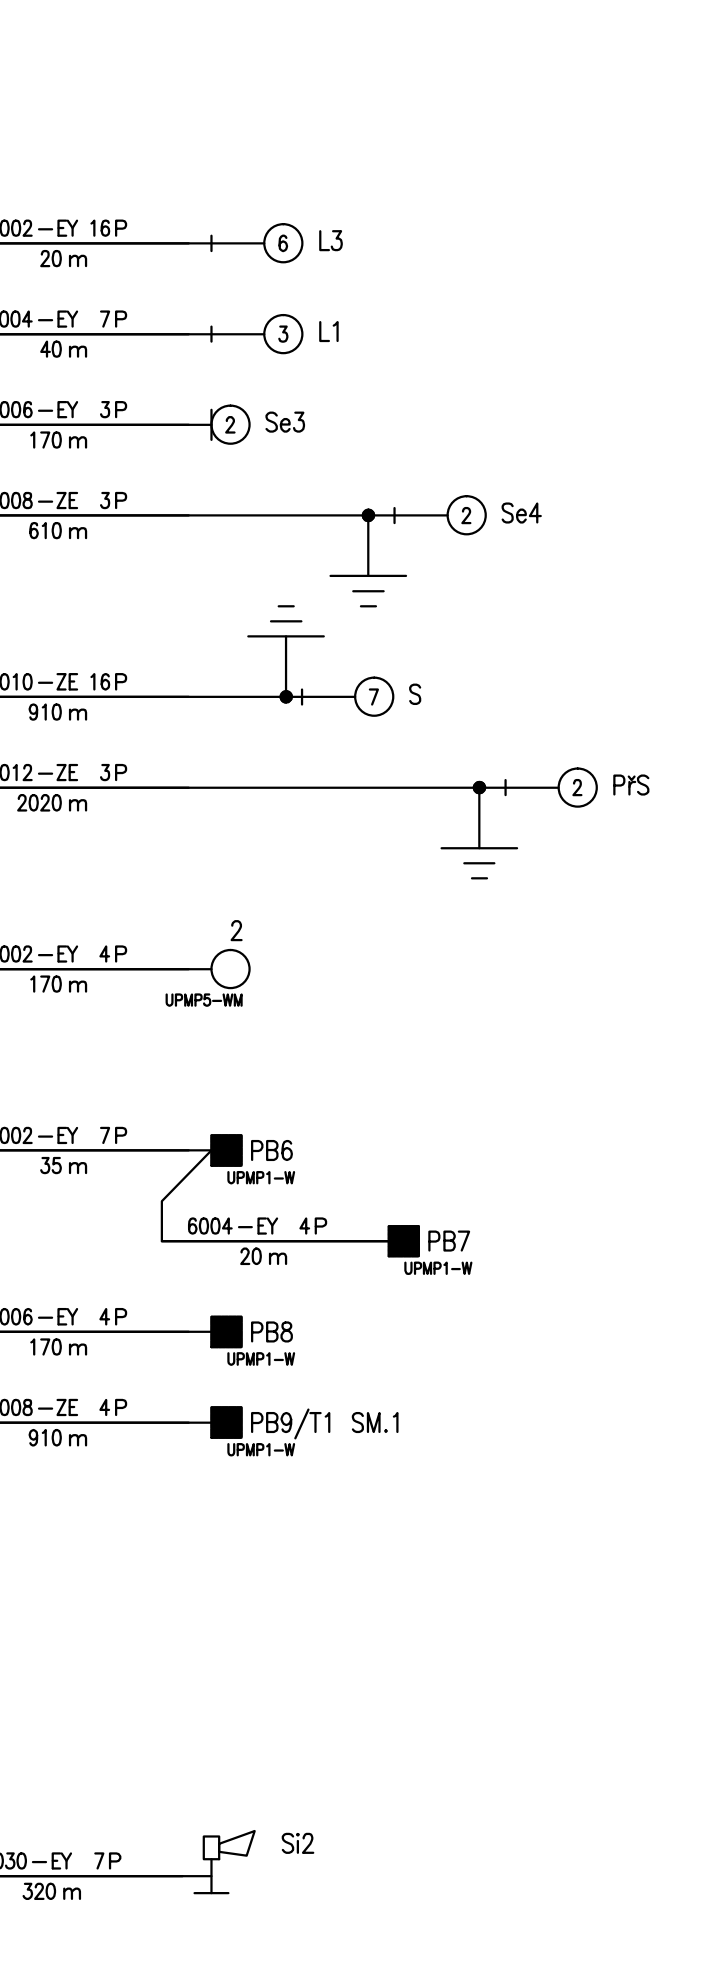 002-EY 16P
6 L3
20 m
004-EY 7P
3 L1
40 m
006-EY 3P
2 Se3
170 m
008-ZE 3P
2 Se4
610 m
010-ZE 16P
7 S
910 m
012-ZE 3P
2 PřS
2020 m
2
002-EY 4P
170 m
UPMP5-WM
002-EY 7P
PB6
35 m
UPMP1-W
6004-EY 4P
PB7
20 m
UPMP1-W
006-EY 4P
PB8
170 m
UPMP1-W
008-ZE 4P
PB9/T1 SM.1
910 m
UPMP1-W
Si2
030-EY 7P
320 m